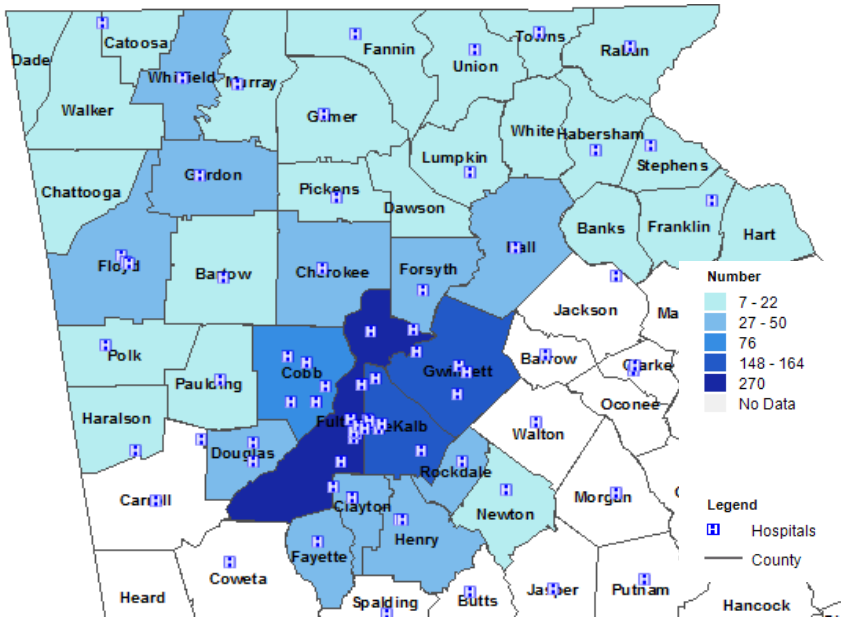 Towns
Catoosa
Fannin
Rabun
Dade
Union
Whitfield
Murray
Walker
Gilmer
White
Habersham
Lumpkin
Stephens
Gordon
Chattooga
Pickens
Dawson
Franklin
Banks
Hart
Hall
Floyd
Bartow
Cherokee
Forsyth
Number
7 - 22
27 - 50
76
148 - 164
270
No Data
Jackson
Ma
Polk
Barrow
Clarke
Cobb
Gwinnett
Paulding
Oconee
Haralson
Fult
eKalb
Walton
Douglas
Rockdale
Carroll
Clayton
Newton
Morgan
Legend
H Hospitals
County
Henry
Fayette
Coweta
Heard
Spalding
Butts
Jasper
Putnam
Hancock